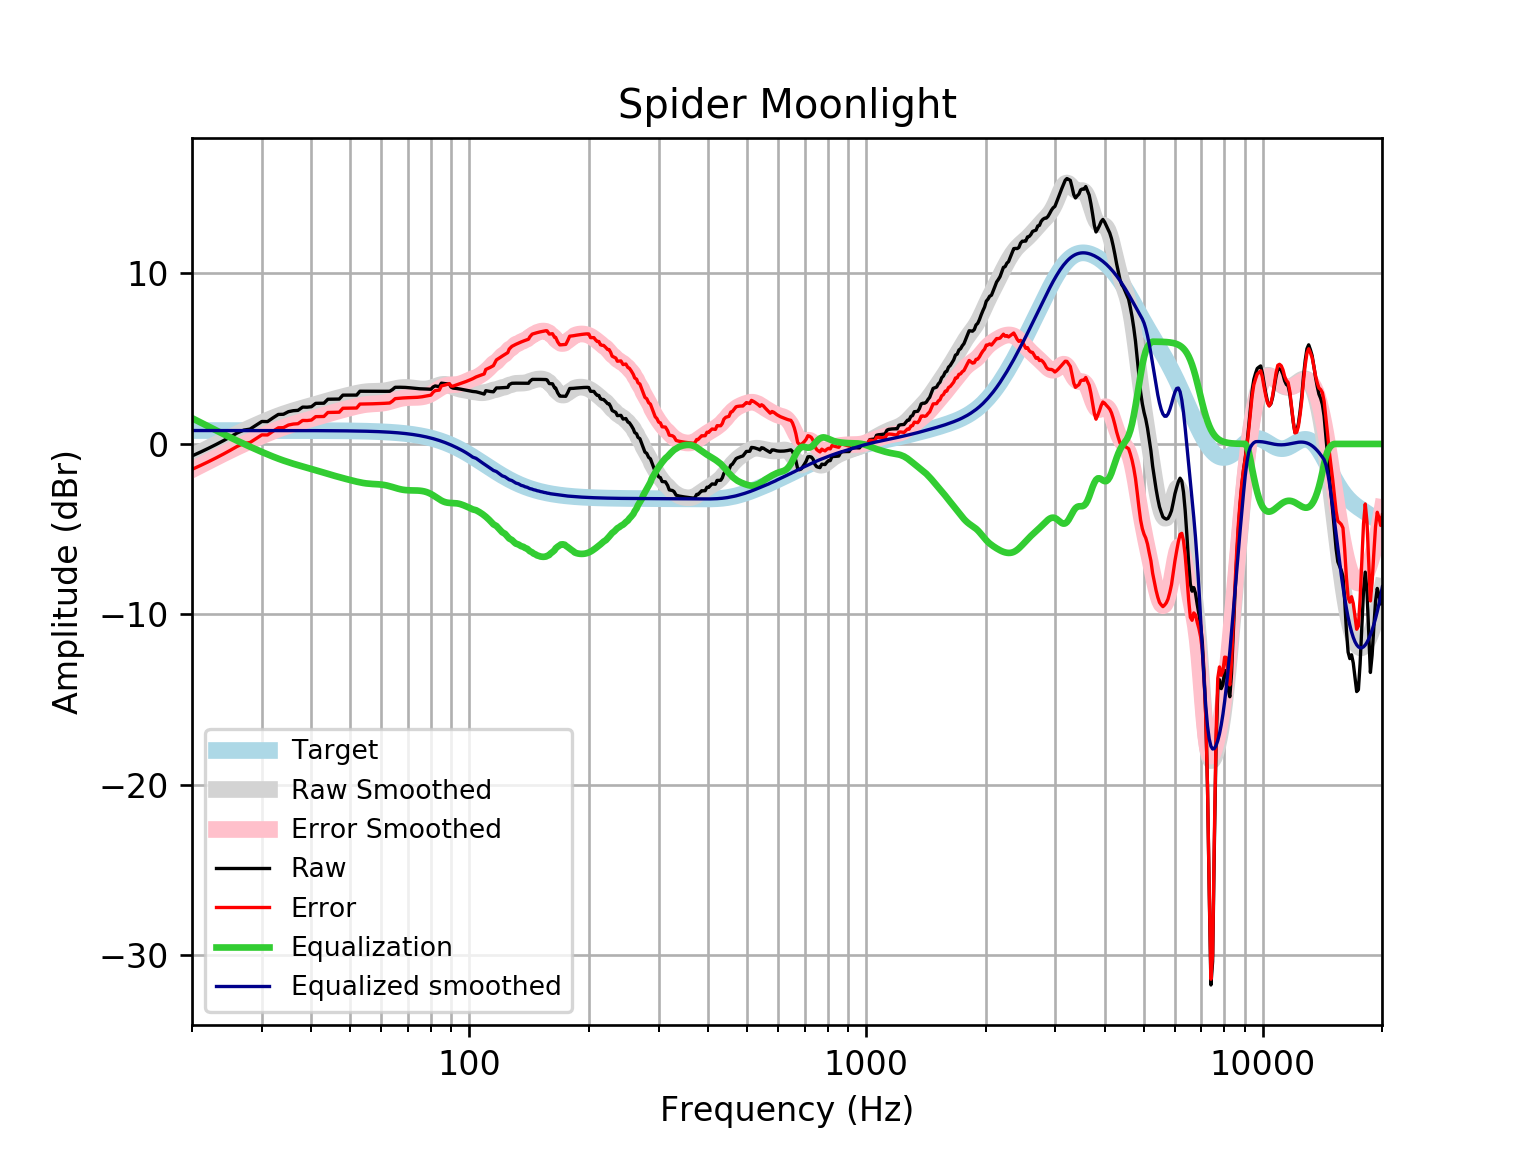 Spider Moonlight
Amplitude (dBr)
10
0
−10
−20
−30
Target
Raw Smoothed
Error Smoothed
Raw
Error
Equalization
Equalized smoothed
100
1000
10000
Frequency (Hz)